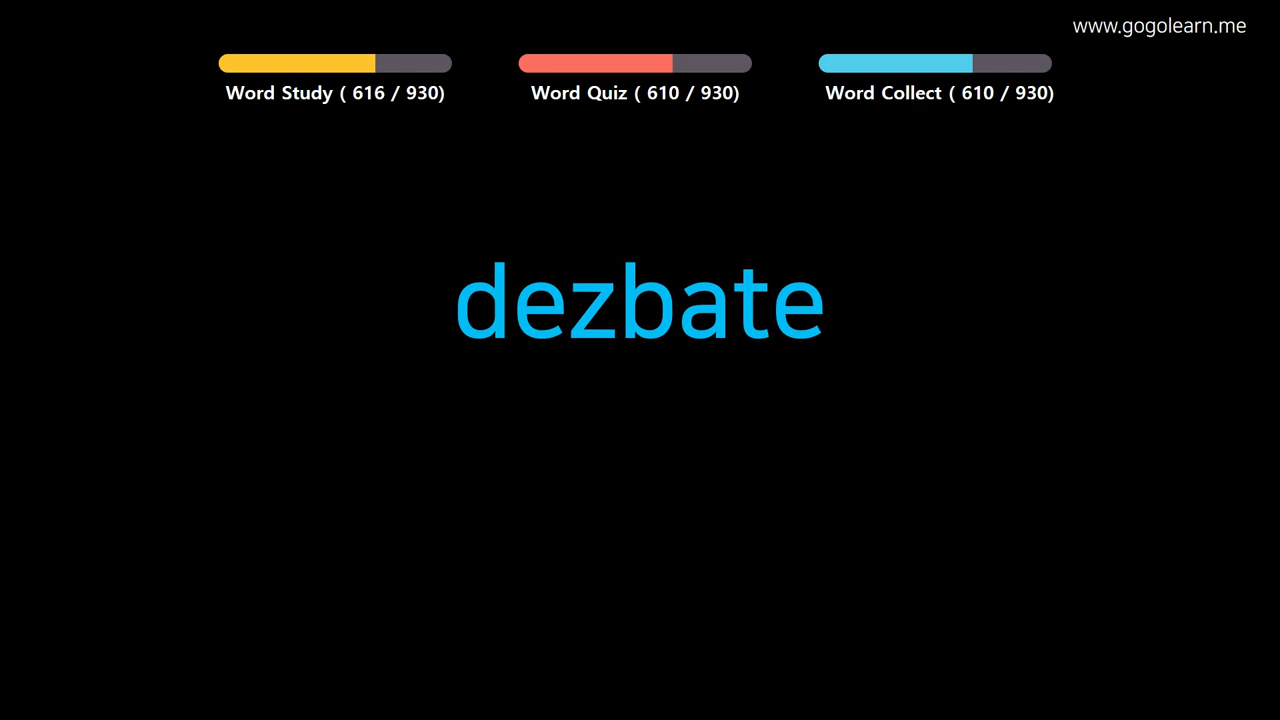 www.gogolearn.me
Word Study ( 616 / 930)
Word Quiz ( 610 / 930)
Word Collect ( 610 / 930)
dezbate